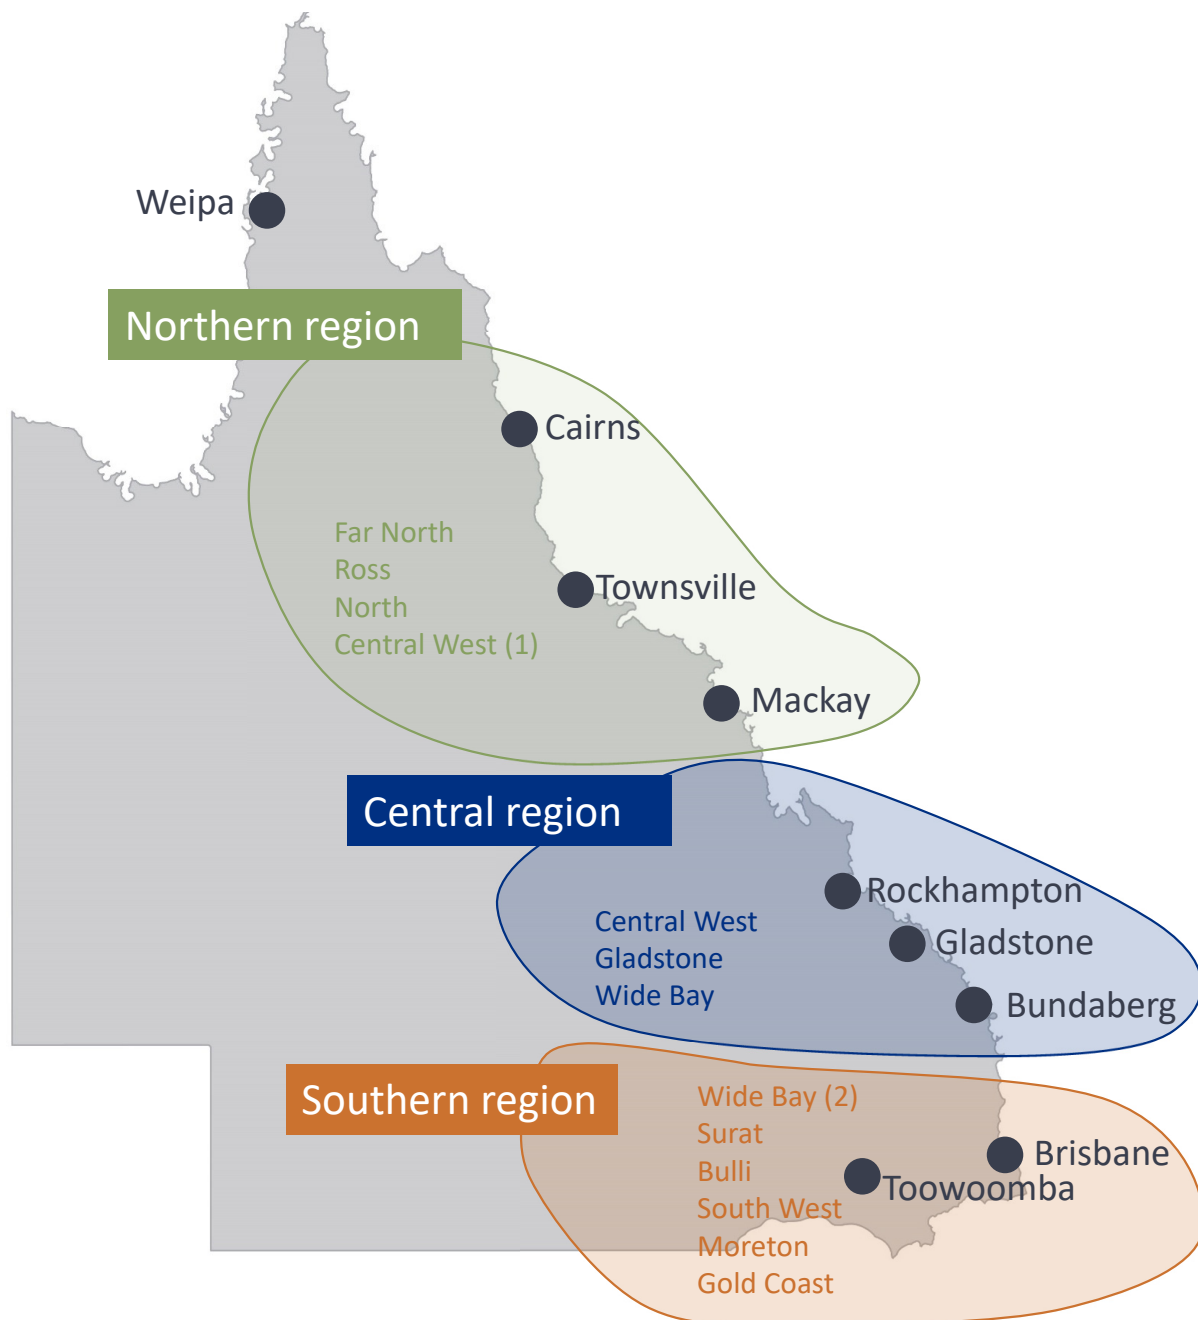 Weipa
Northern region
Cairns
Far North
Ross
North
Central West (1)
Townsville
Mackay
Central region
Rockhampton
Central West
Gladstone
Wide Bay
Gladstone
Bundaberg
Southern region
Wide Bay (2)
Surat
Bulli
South West
Moreton
Gold Coast
Brisbane
Toowoomba